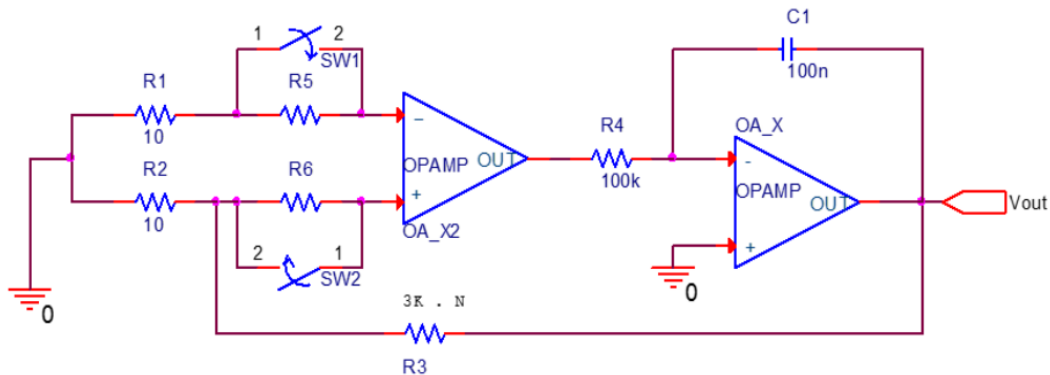 C1
100n
1 2
SW1
R1
R5
10
R4
100k
OA_X
-
OPAMP
OUT
+
OA_X2
-
OPAMP
OUT
+
Vout
R2
R6
10
2 1
SW2
0
0
3K . N
R3